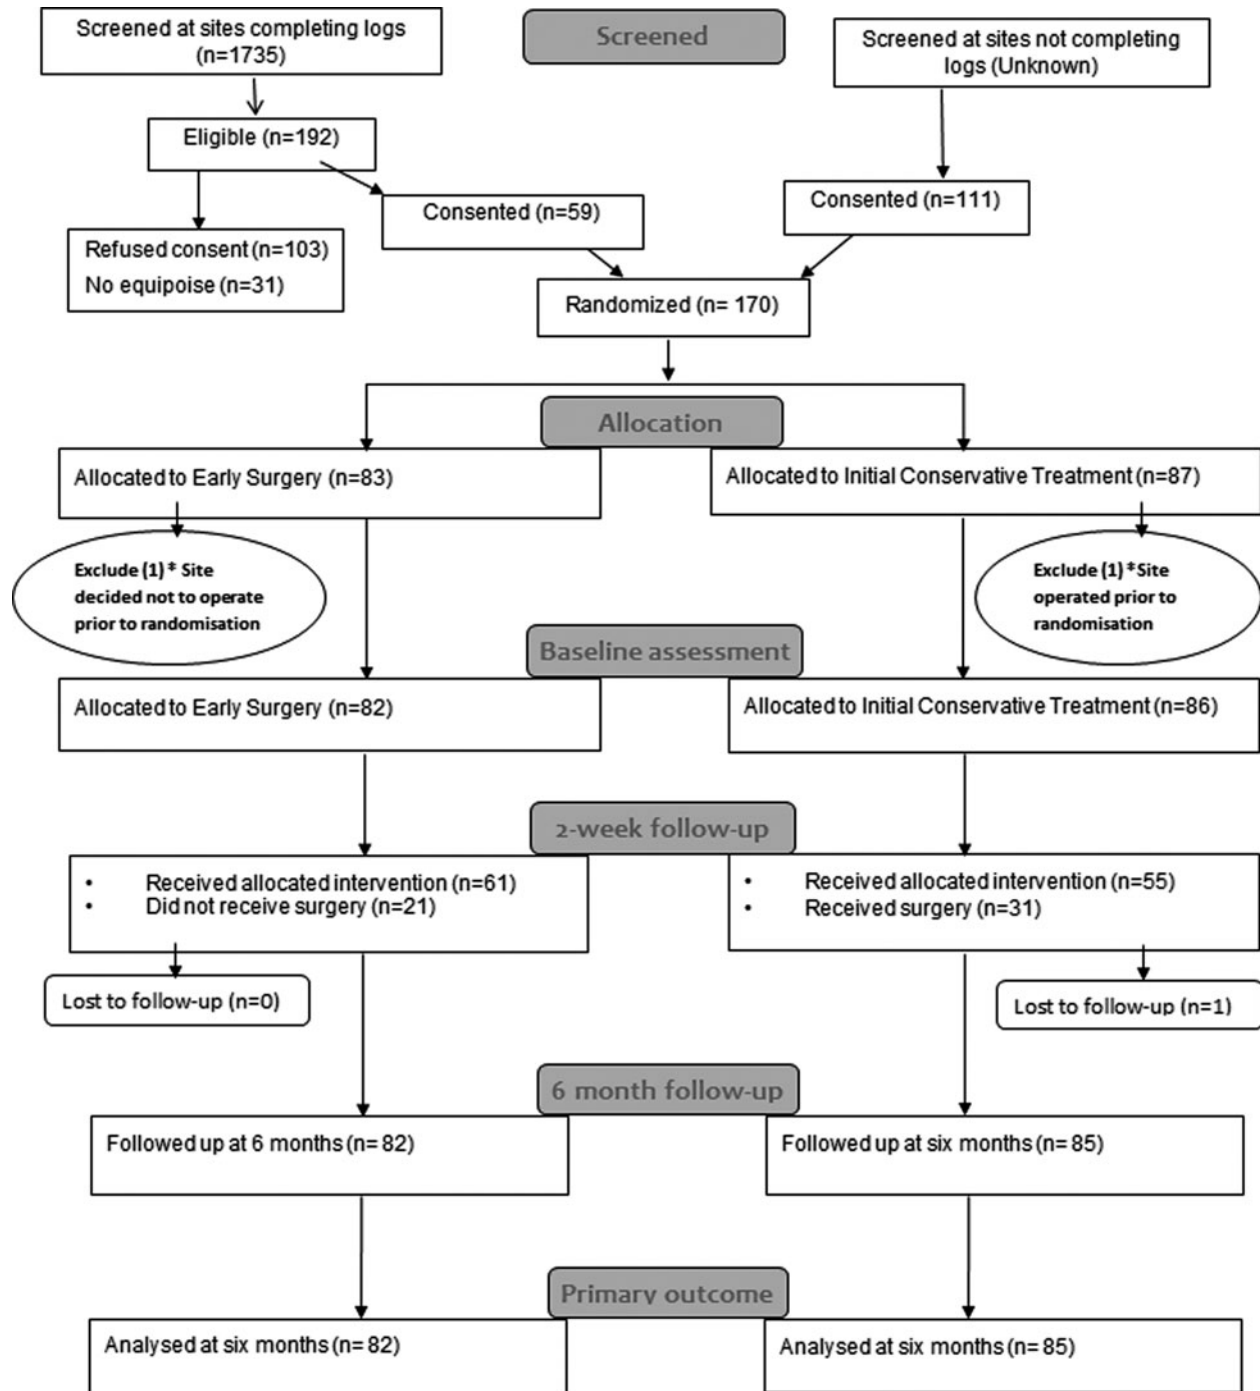 Screened at sites completing logs
(n=1735)
Screened
Screened at sites not completing
logs (Unknown)
Eligible (n=192)
Consented (n=59)
Consented (n=111)
Refused consent (n=103)
No equipoise (n=31)
Randomized (n= 170)
Allocation
Allocated to Early Surgery (n=83)
Allocated to Initial Conservative Treatment (n=87)
Exclude (1) * Site
decided not to operate
prior to randomisation
Exclude (1) *Site
operated prior to
randomisation
Baseline assessment
Allocated to Early Surgery (n=82)
Allocated to Initial Conservative Treatment (n=86)
2-week follow-up
• Received allocated intervention (n=61)
• Did not receive surgery (n=21)
• Received allocated intervention (n=55)
• Received surgery (n=31)
Lost to follow-up (n=0)
Lost to follow-up (n=1)
6 month follow-up
Followed up at 6 months (n= 82)
Followed up at six months (n= 85)
Primary outcome
Analysed at six months (n= 82)
Analysed at six months (n= 85)